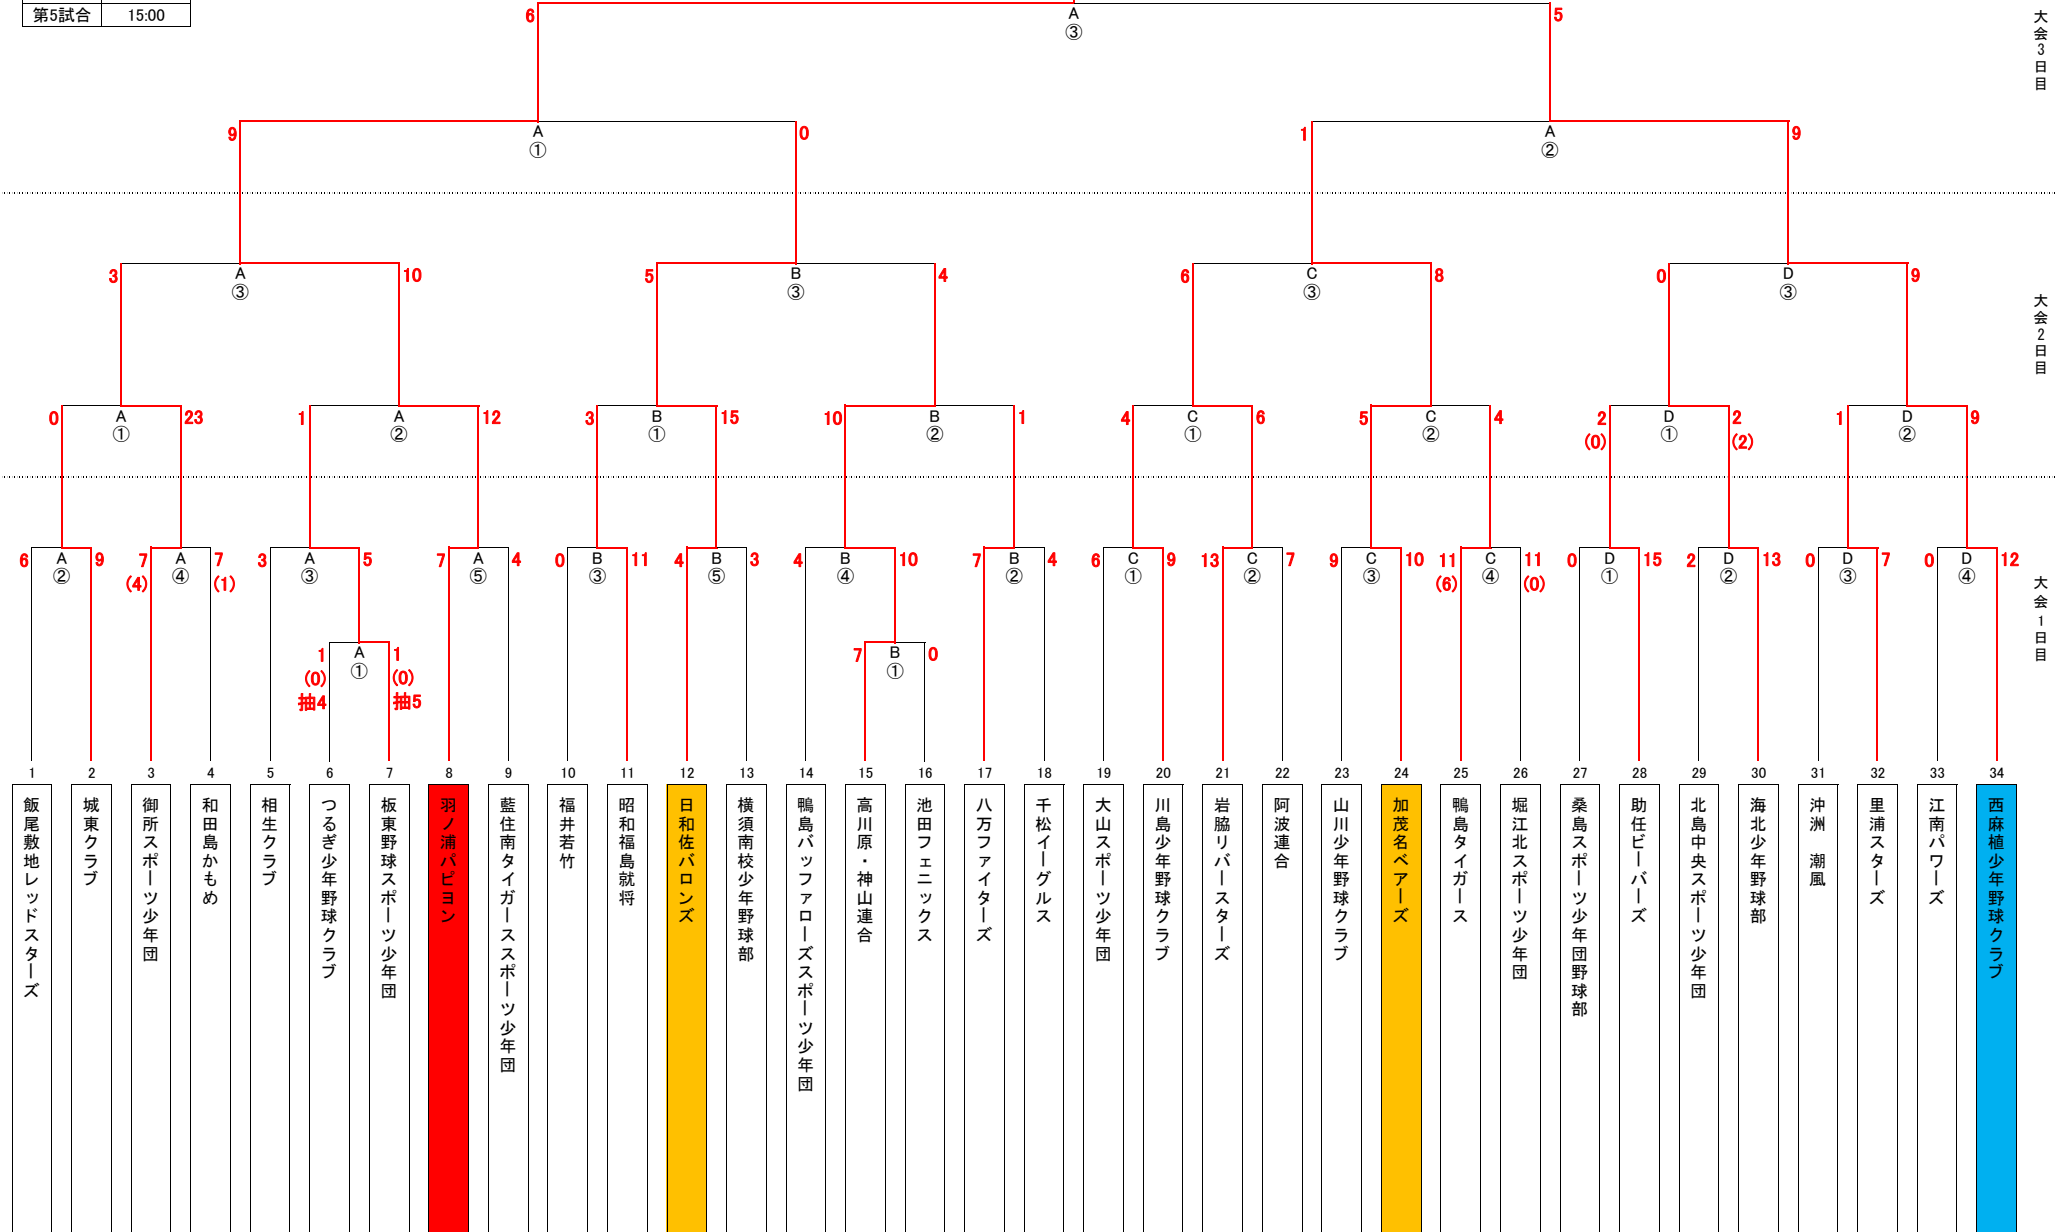 第5試合 15:00
6 A 5
③
大会3日目
9 A 0 1 A 9
① ②
3 A 10 5 B 4 6 C 8 0 D 9
③ ③ ③ ③
大会2日目
0 A 23 1 A 12 3 B 15 10 B 1 4 C 6 5 C 4 2 D 2 1 D 9
① ② ① ② ① ② (0) ① (2) ②
6 A 9 7 A 7 3 A 5 7 A 4 0 B 11 4 B 3 4 B 10 7 B 4 6 C 9 13 C 7 9 C 10 11 C 11 0 D 15 2 D 13 0 D 7 0 D 12
② (4) ④ (1) ③ ⑤ ③ ⑤ ④ ② ① ② ③ (6) ④ (0) ① ② ③ ④
大会1日目
1 A 1 7 B 0
(0) ① (0) ①
抽4 抽5
1 2 3 4 5 6 7 8 9 10 11 12 13 14 15 16 17 18 19 20 21 22 23 24 25 26 27 28 29 30 31 32 33 34
飯尾敷地レッドスターズ
城東クラブ
御所スポーツ少年団
和田島かもめ
相生クラブ
つるぎ少年野球クラブ
板東野球スポーツ少年団
羽ノ浦パピヨン
藍住南タイガーススポーツ少年団
福井若竹
昭和福島就将
日和佐バロンズ
横須南校少年野球部
鴨島バッファローズスポーツ少年団
高川原・神山連合
池田フェニックス
八万ファイターズ
千松イーグルス
大山スポーツ少年団
川島少年野球クラブ
岩脇リバースターズ
阿波連合
山川少年野球クラブ
加茂名ベアーズ
鴨島タイガース
堀江北スポーツ少年団
桑島スポーツ少年団野球部
助任ビーバーズ
北島中央スポーツ少年団
海北少年野球部
沖洲 潮風
里浦スターズ
江南パワーズ
西麻植少年野球クラブ